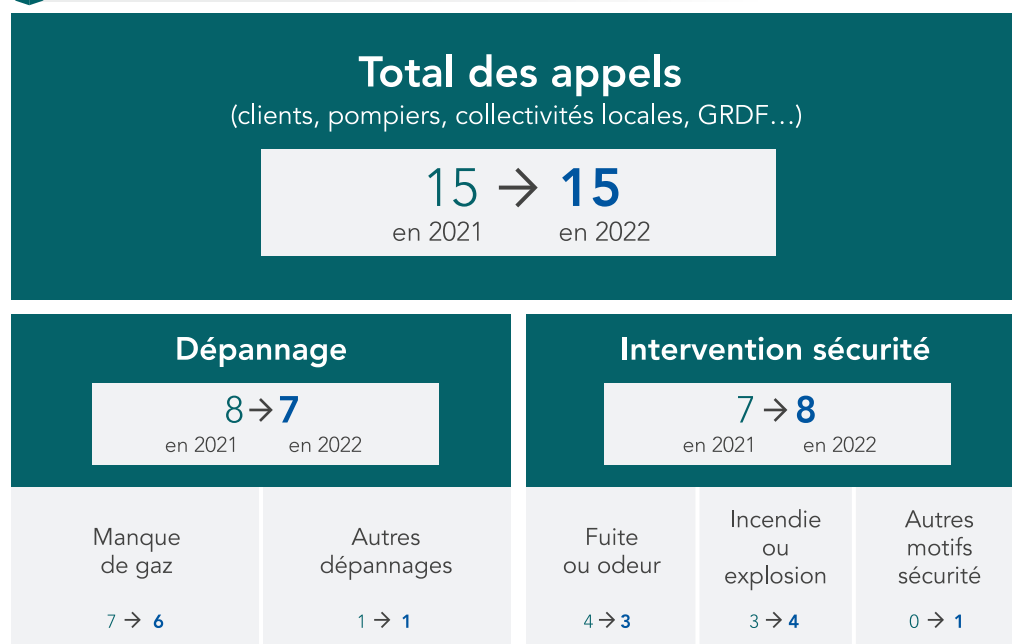 Total des appels
(clients, pompiers, collectivités locales, GRDF...)
15 → 15
en 2021 en 2022
Dépannage
8 → 7
en 2021 en 2022
Intervention sécurité
7 → 8
en 2021 en 2022
Manque
de gaz
7 → 6
Autres
dépannages
1 → 1
Fuite
ou odeur
4 → 3
Incendie
ou
explosion
3 → 4
Autres
motifs
sécurité
0 → 1